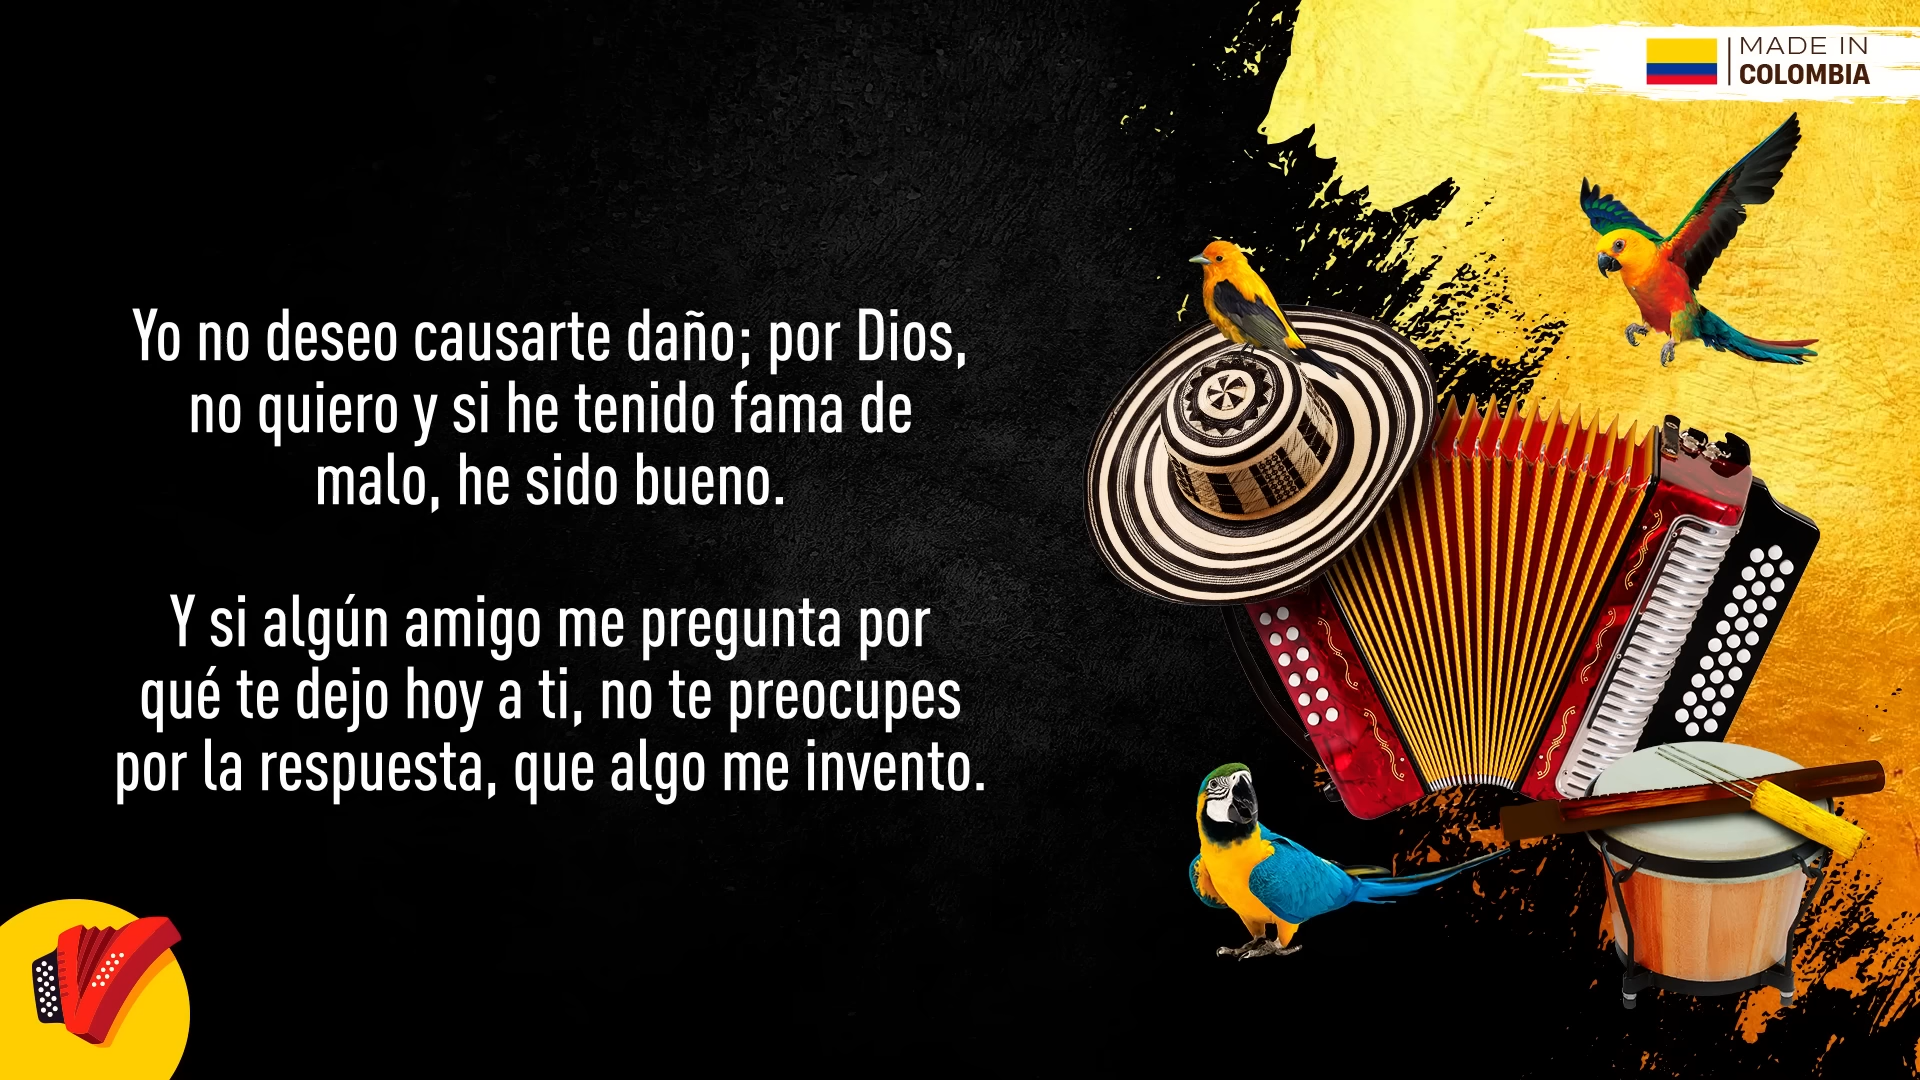 MADE IN
COLOMBIA
Yo no deseo causarte daño; por Dios,
no quiero y si he tenido fama de
malo, he sido bueno.
Y si algún amigo me pregunta por
qué te dejo hoy a ti, no te preocupes
por la respuesta, que algo me invento.